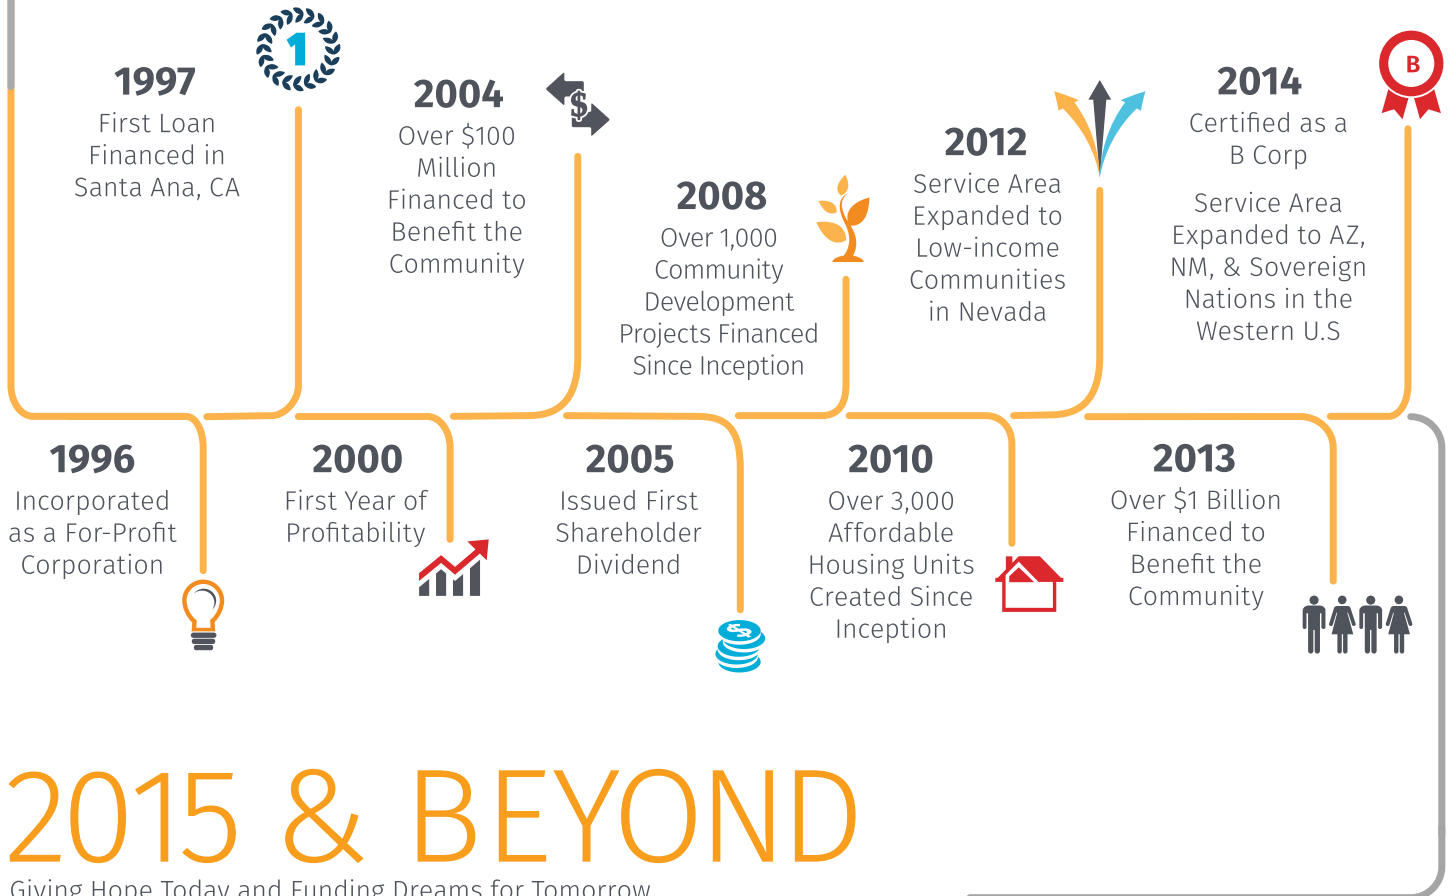 1
1997
First Loan
Financed in
Santa Ana, CA
2004
Over $100
Million
Financed to
Benefit the
Community
$
2008
Over 1,000
Community
Development
Projects Financed
Since Inception
2012
Service Area
Expanded to
Low-income
Communities
in Nevada
2014
Certified as a
B Corp
Service Area
Expanded to AZ,
NM, & Sovereign
Nations in the
Western U.S
B
1996
Incorporated
as a For-Profit
Corporation
2000
First Year of
Profitability
2005
Issued First
Shareholder
Dividend
$
2010
Over 3,000
Affordable
Housing Units
Created Since
Inception
2013
Over $1 Billion
Financed to
Benefit the
Community
2015 & BEYOND
Giving Hope Today and Funding Dreams for Tomorrow